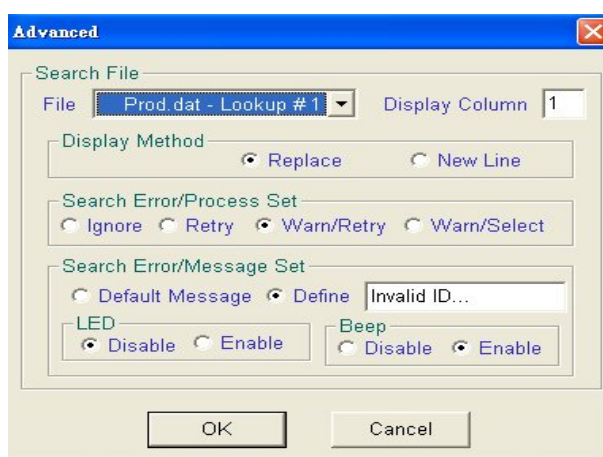 Advanced
Search File
File Prod.dat - Lookup # 1 Display Column 1
Display Method
Replace New Line
Search Error/Process Set
Ignore Retry Warn/Retry Warn/Select
Search Error/Message Set
Default Message Define Invalid ID...
LED Beep
Disable Enable Disable Enable
OK Cancel